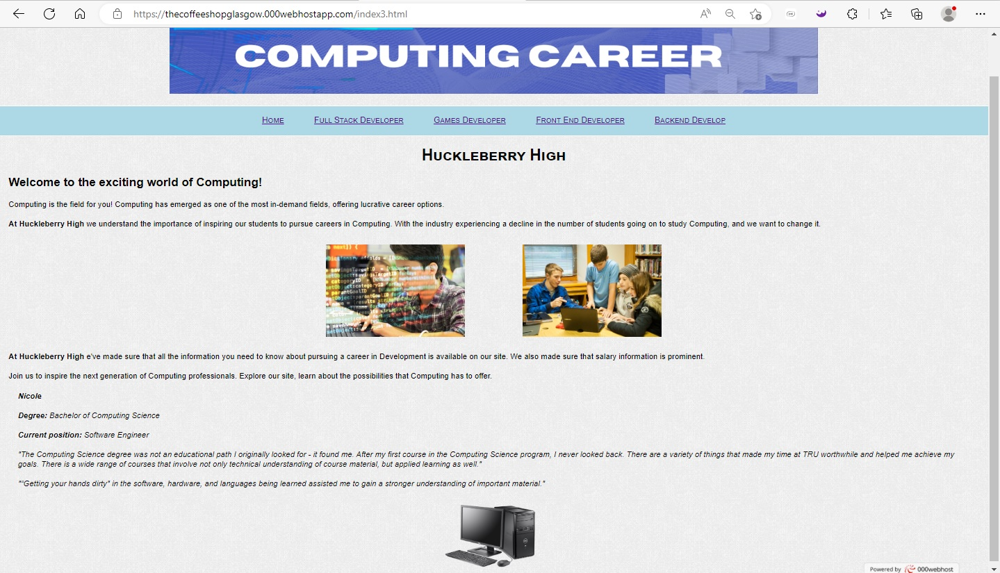 https://thecoffeeshopglasgow.000webhostapp.com/index3.html
COMPUTING CAREER
Home Full Stack Developer Games Developer Front End Developer Backend Develop
Huckleberry High
Welcome to the exciting world of Computing!
Computing is the field for you! Computing has emerged as one of the most in-demand fields, offering lucrative career options.
At Huckleberry High we understand the importance of inspiring our students to pursue careers in Computing. With the industry experiencing a decline in the number of students going on to study Computing, and we want to change it.
At Huckleberry High e've made sure that all the information you need to know about pursuing a career in Development is available on our site. We also made sure that salary information is prominent.
Join us to inspire the next generation of Computing professionals. Explore our site, learn about the possibilities that Computing has to offer.
Nicole
Degree: Bachelor of Computing Science
Current position: Software Engineer
"The Computing Science degree was not an educational path I originally looked for - it found me. After my first course in the Computing Science program, I never looked back. There are a variety of things that made my time at TRU worthwhile and helped me achieve my
goals. There is a wide range of courses that involve not only technical understanding of course material, but applied learning as well."
"“Getting your hands dirty” in the software, hardware, and languages being learned assisted me to gain a stronger understanding of important material."
Powered by 000webhost